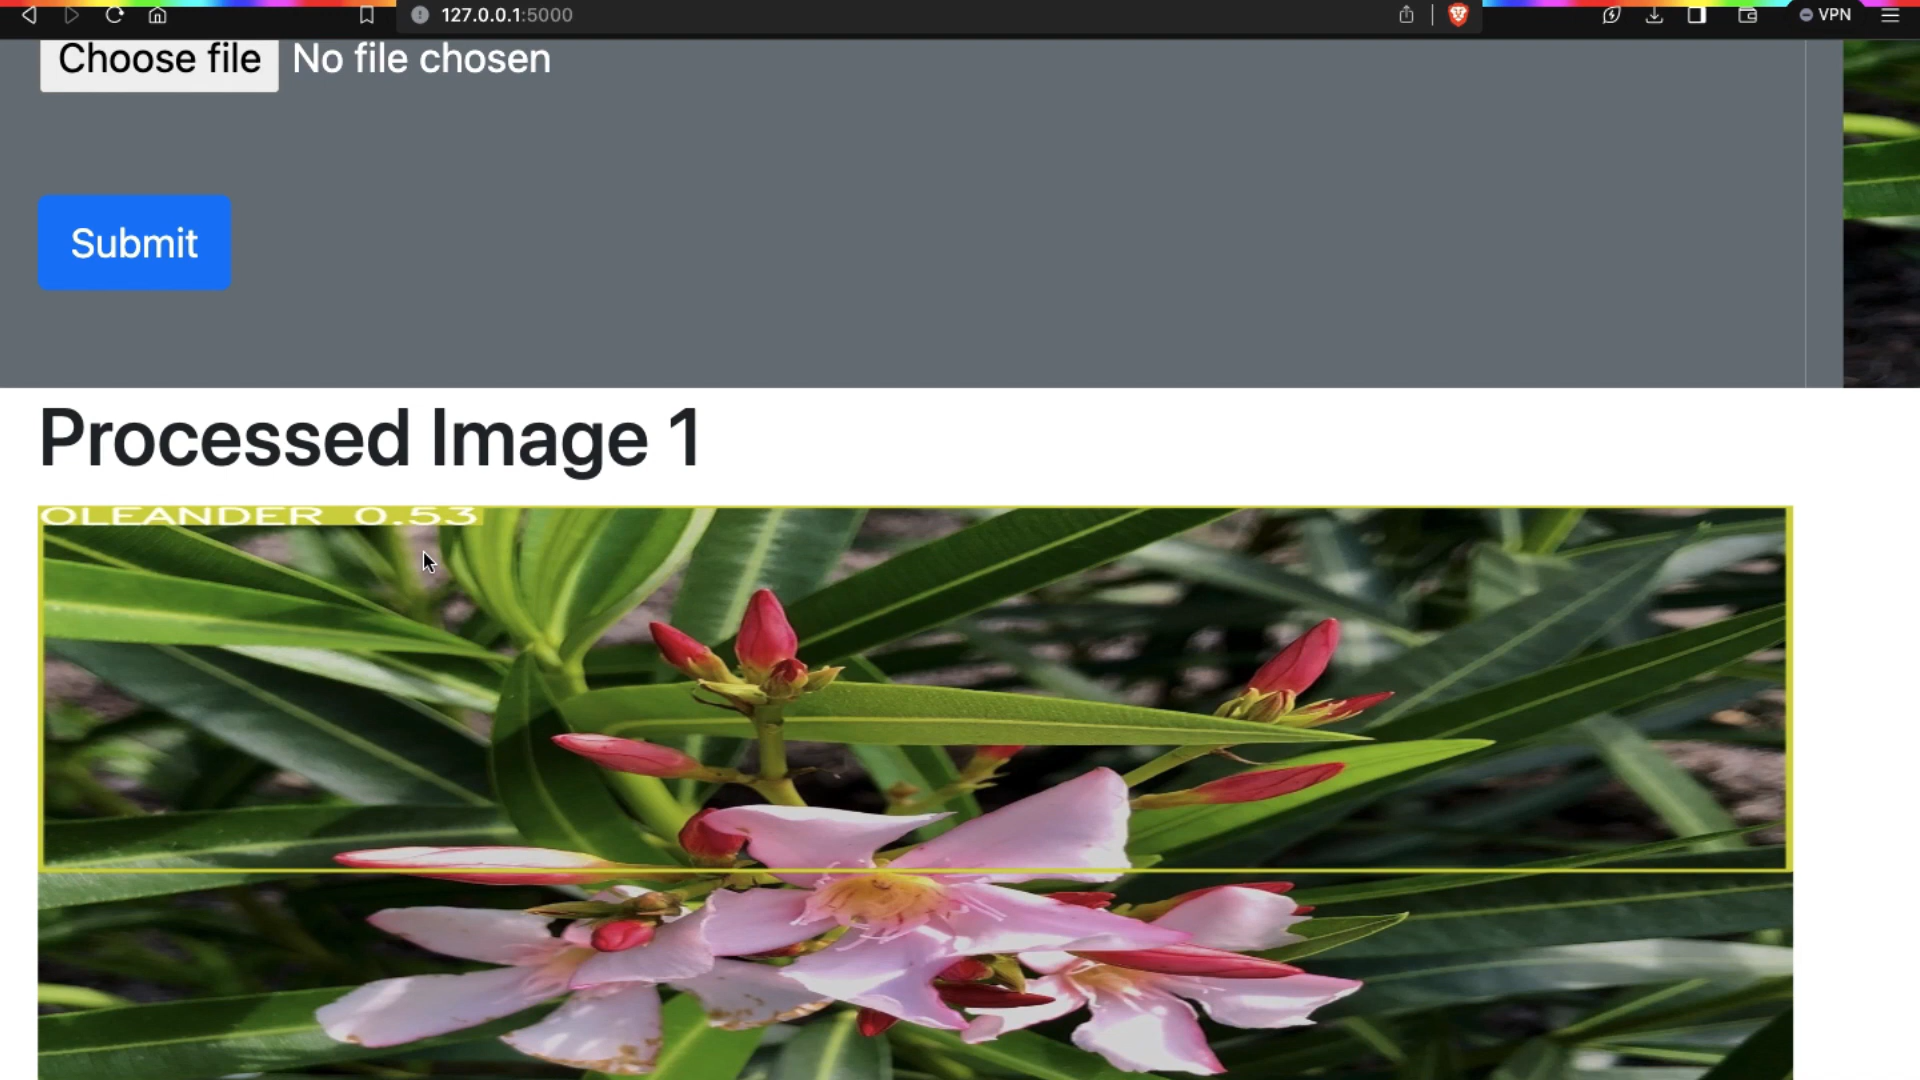 127.0.0.1:5000
VPN
Choose file No file chosen
Submit
Processed Image 1
OLEANDER 0.53